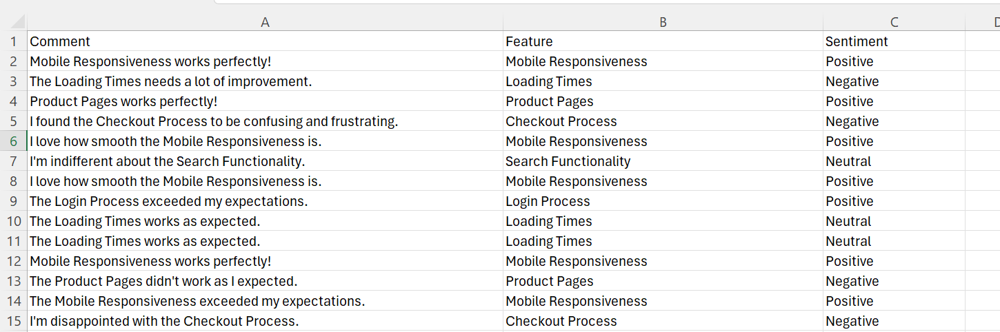 A B C D
1 Comment Feature Sentiment
2 Mobile Responsiveness works perfectly! Mobile Responsiveness Positive
3 The Loading Times needs a lot of improvement. Loading Times Negative
4 Product Pages works perfectly! Product Pages Positive
5 I found the Checkout Process to be confusing and frustrating. Checkout Process Negative
6 I love how smooth the Mobile Responsiveness is. Mobile Responsiveness Positive
7 I'm indifferent about the Search Functionality. Search Functionality Neutral
8 I love how smooth the Mobile Responsiveness is. Mobile Responsiveness Positive
9 The Login Process exceeded my expectations. Login Process Positive
10 The Loading Times works as expected. Loading Times Neutral
11 The Loading Times works as expected. Loading Times Neutral
12 Mobile Responsiveness works perfectly! Mobile Responsiveness Positive
13 The Product Pages didn't work as I expected. Product Pages Negative
14 The Mobile Responsiveness exceeded my expectations. Mobile Responsiveness Positive
15 I'm disappointed with the Checkout Process. Checkout Process Negative